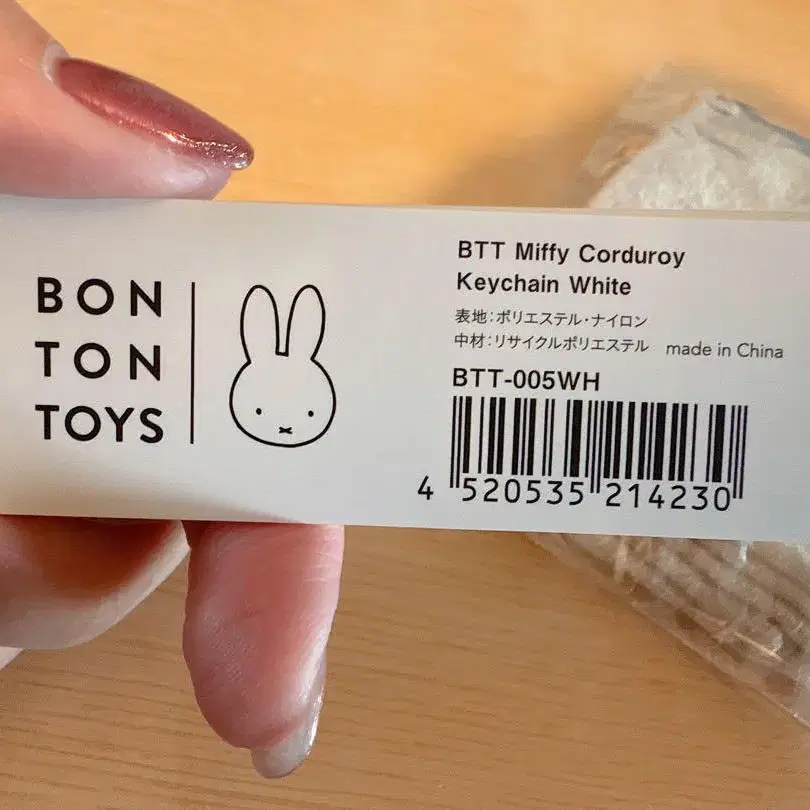 BON
TON
TOYS
BTT Miffy Corduroy
Keychain White
表地:ポリエステル・ナイロン
中材:リサイクルポリエステル made in China
BTT-005WH
4 520535 214230